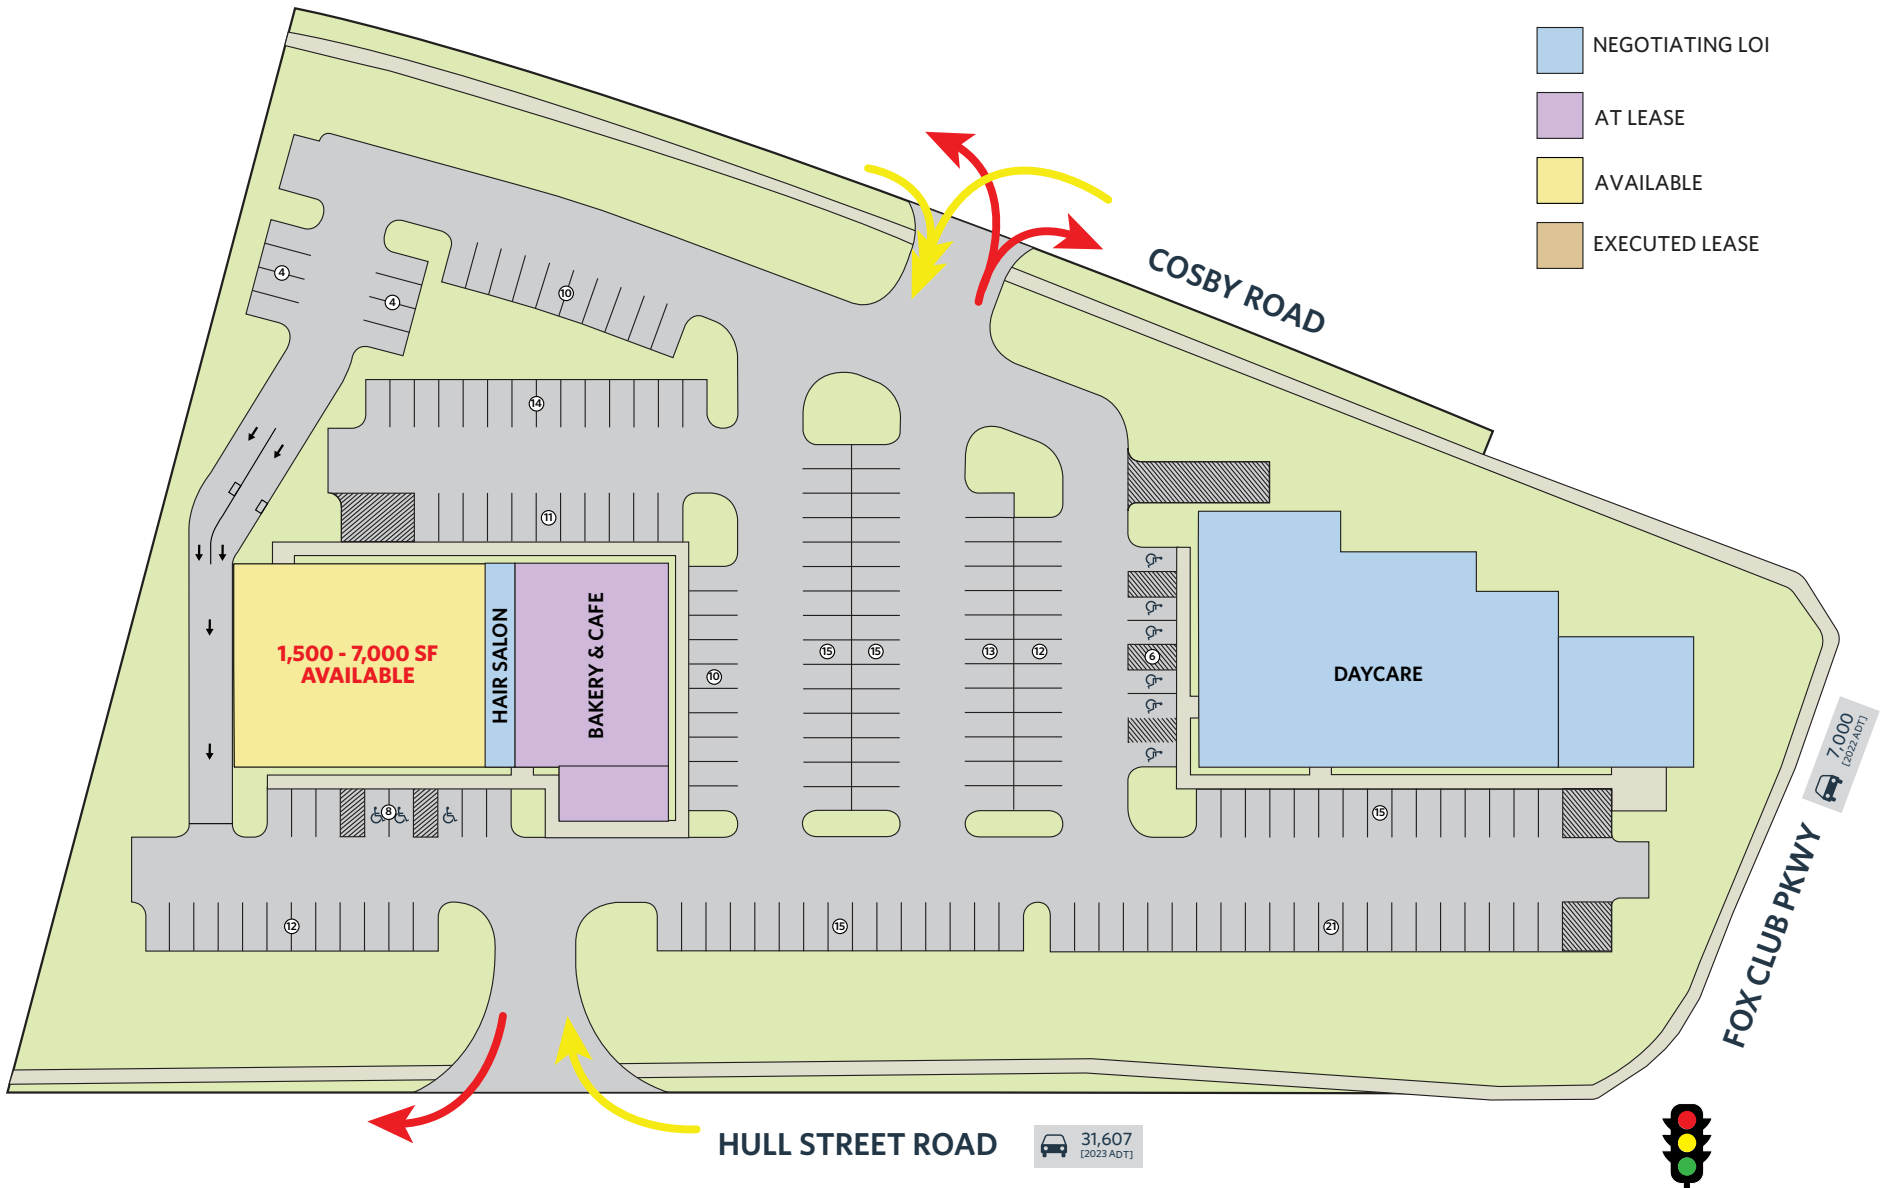 NEGOTIATING LOI
AT LEASE
AVAILABLE
EXECUTED LEASE
COSBY ROAD
4
4
10
14
11
1,500 - 7,000 SF
AVAILABLE
HAIR SALON
BAKERY & CAFE
10
15
15
13
12
6
DAYCARE
8
15
12
15
21
7,000
[2022 ADT]
FOX CLUB PKWY
HULL STREET ROAD
31,607
[2023 ADT]